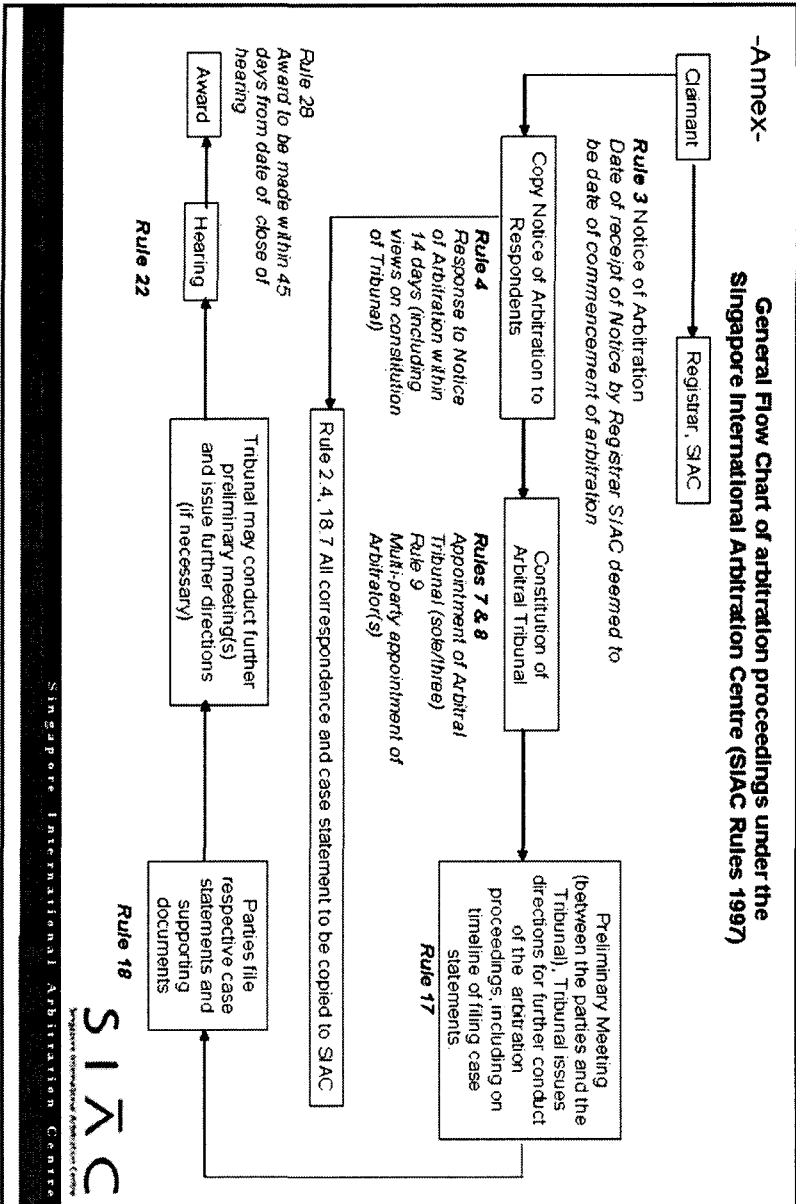 -Annex-
General Flow Chart of arbitration proceedings under the
Singapore International Arbitration Centre (SIAC Rules 1997)
Claimant
Registrar, SIAC
Rule 3 Notice of Arbitration
Date of receipt of Notice by Registrar SIAC deemed to
be date of commencement of arbitration
Copy Notice of Arbitration to
Respondents
Constitution of
Arbitral Tribunal
Preliminary Meeting
(between the parties and the
Tribunal), Tribunal issues
directions for further conduct
of the arbitration
proceedings, including on
timeline of filing case
statements.
Rule 4
Response to Notice
of Arbitration within
14 days (including
views on constitution
of Tribunal)
Rules 7 & 8
Appointment of Arbitral
Tribunal (sole/three)
Rule 9
Multi-party appointment of
Arbitrator(s)
Rule 17
Rule 2.4, 18.7 All correspondence and case statement to be copied to SIAC
Rule 28
Award to be made within 45
days from date of close of
hearing
Award
Hearing
Rule 22
Tribunal may conduct further
preliminary meeting(s)
and issue further directions
(if necessary)
Parties file
respective case
statements and
supporting
documents
Rule 18
SIAC
Singapore International Arbitration Centre
Singapore International Arbitration Centre